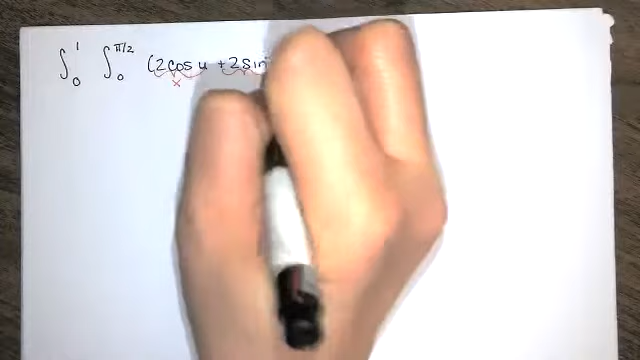 ∫₀¹ ∫₀^π/2 (2cos u + 2sin
x